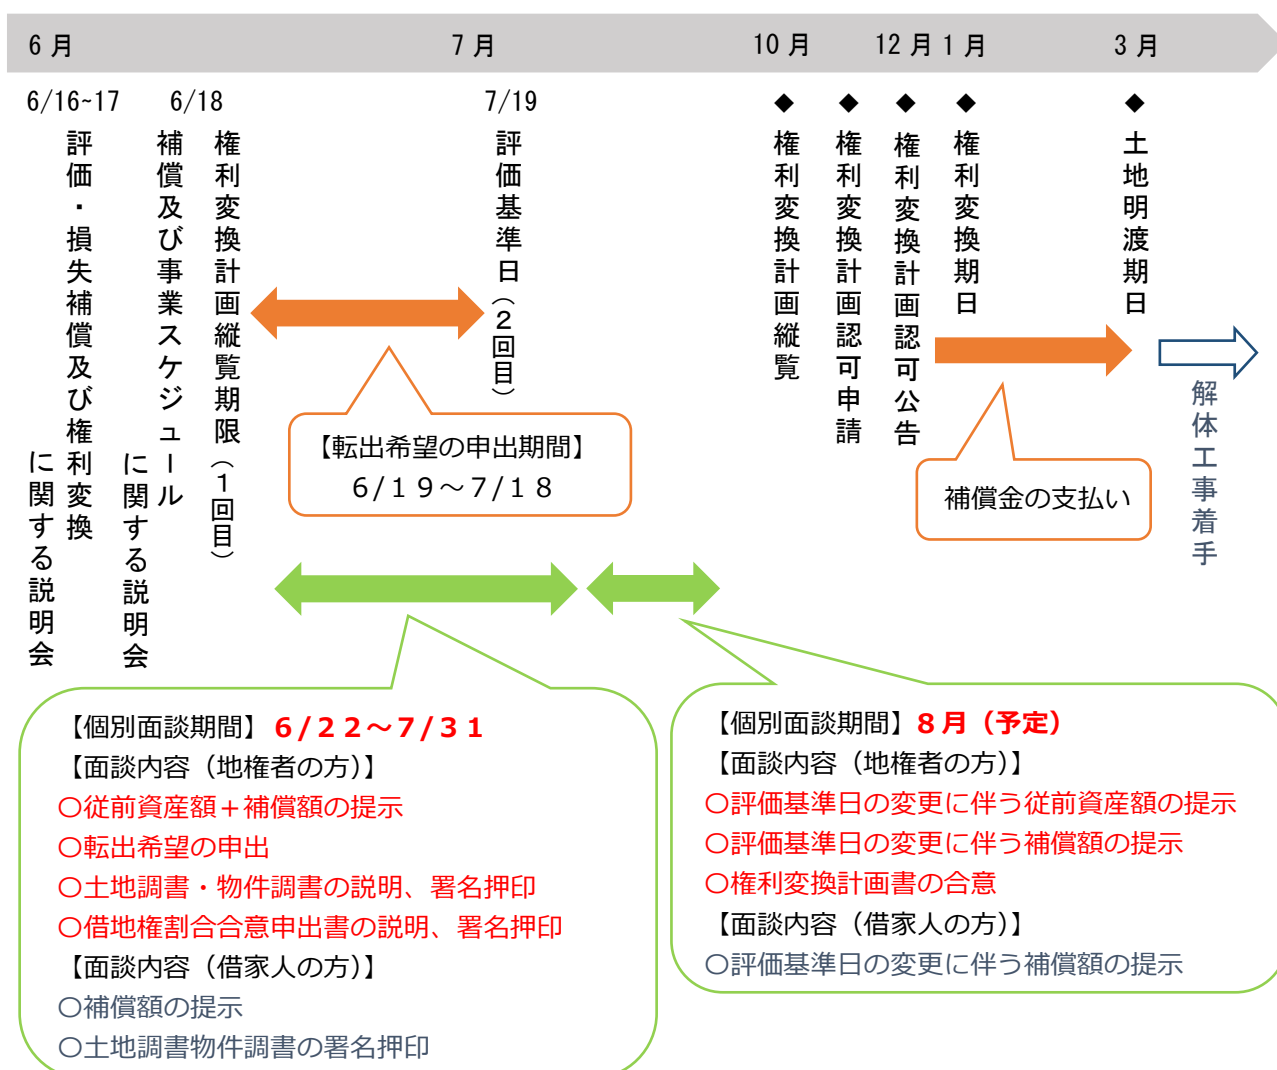 6月
7月
10月
12月
1月
3月
6/16~17
評価・損失補償及び権利変換
に関する説明会
6/18
補償及び事業スケジュール
に関する説明会
権利変換計画縦覧期限（1回目）
7/19
評価基準日（2回目）
◆
権利変換計画縦覧
◆
権利変換計画認可申請
◆
権利変換計画認可公告
◆
権利変換期日
◆
土地明渡期日
解体工事着手
【転出希望の申出期間】
6/19～7/18
補償金の支払い
【個別面談期間】6/22～7/31
【面談内容（地権者の方）】
〇従前資産額＋補償額の提示
〇転出希望の申出
〇土地調書・物件調書の説明、署名押印
〇借地権割合合意申出書の説明、署名押印
【面談内容（借家人の方）】
〇補償額の提示
〇土地調書物件調書の署名押印
【個別面談期間】8月（予定）
【面談内容（地権者の方）】
〇評価基準日の変更に伴う従前資産額の提示
〇評価基準日の変更に伴う補償額の提示
〇権利変換計画書の合意
【面談内容（借家人の方）】
〇評価基準日の変更に伴う補償額の提示